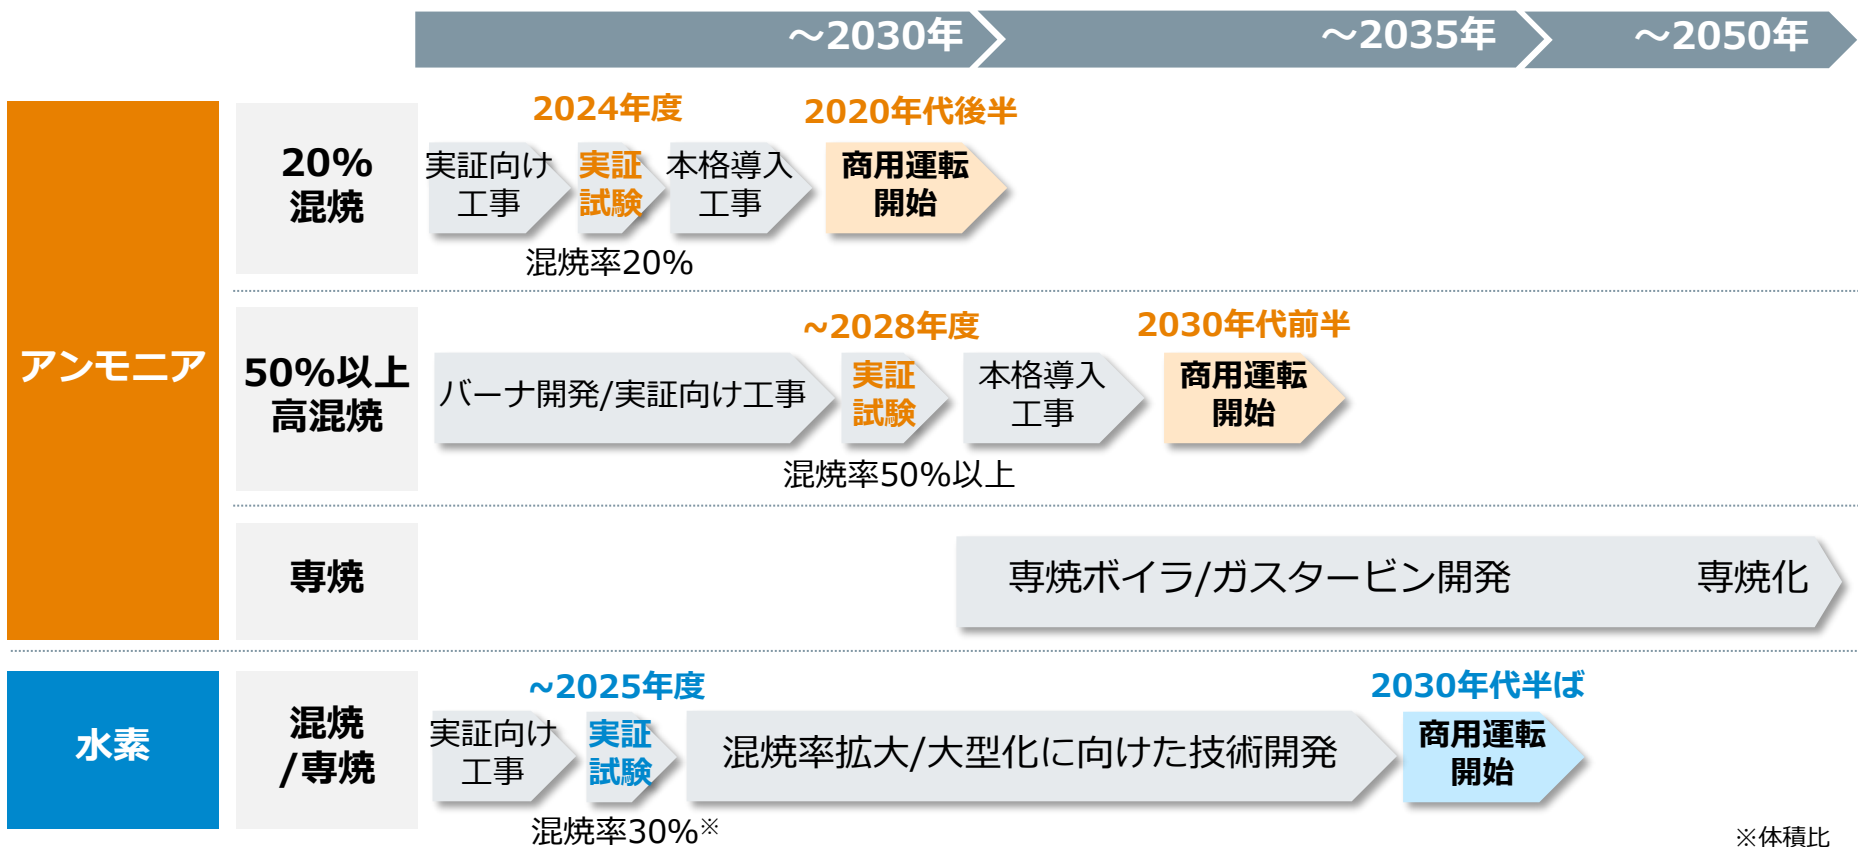 ～2030年
～2035年
～2050年
アンモニア
20%
混焼
2024年度
2020年代後半
実証向け
工事
実証
試験
本格導入
工事
商用運転
開始
混焼率20%
50%以上
高混焼
~2028年度
2030年代前半
バーナ開発/実証向け工事
実証
試験
本格導入
工事
商用運転
開始
混焼率50%以上
専焼
専焼ボイラ/ガスタービン開発
専焼化
水素
混焼
/専焼
~2025年度
2030年代半ば
実証向け
工事
実証
試験
混焼率拡大/大型化に向けた技術開発
商用運転
開始
混焼率30%※
※体積比